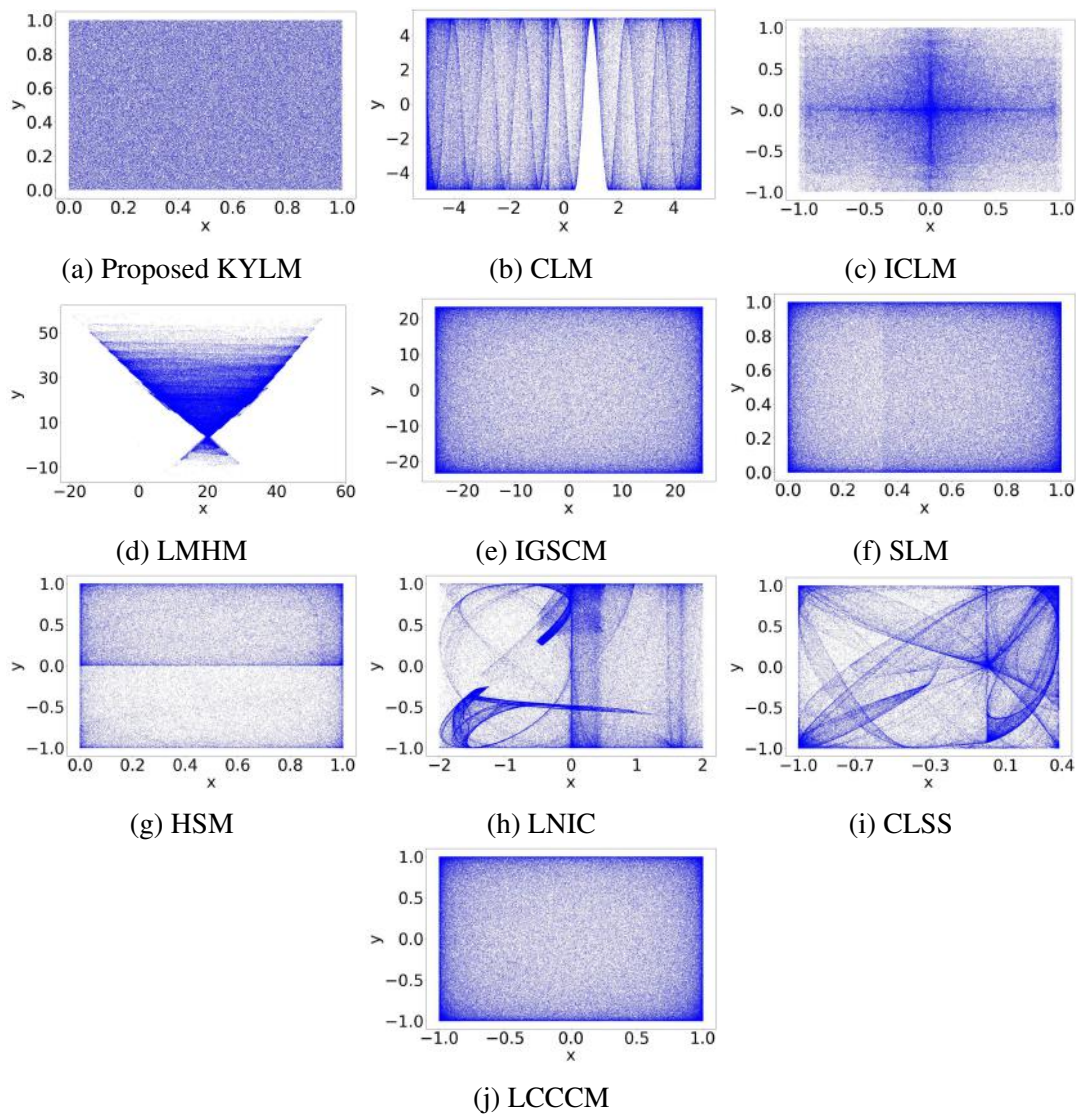 1.0
0.8
0.6
0.4
0.2
0.0
y
0.0 0.2 0.4 0.6 0.8 1.0
x
(a) Proposed KYLM
4
2
0
−2
−4
y
−4 −2 0 2 4
x
(b) CLM
1.0
0.5
0.0
−0.5
−1.0
y
−1.0 −0.5 0.0 0.5 1.0
x
(c) ICLM
50
30
10
−10
y
−20 0 20 40 60
x
(d) LMHM
20
10
0
−10
−20
y
−20 −10 0 10 20
x
(e) IGSCM
1.0
0.8
0.6
0.4
0.2
0.0
y
0.0 0.2 0.4 0.6 0.8 1.0
x
(f) SLM
1.0
0.5
0.0
−0.5
−1.0
y
0.0 0.2 0.4 0.6 0.8 1.0
x
(g) HSM
1.0
0.5
0.0
−0.5
−1.0
y
−2 −1 0 1 2
x
(h) LNIC
1.0
0.5
0.0
−0.5
−1.0
y
−1.0 −0.7 −0.3 0.1 0.4
x
(i) CLSS
1.0
0.5
0.0
−0.5
−1.0
y
−1.0 −0.5 0.0 0.5 1.0
x
(j) LCCCM